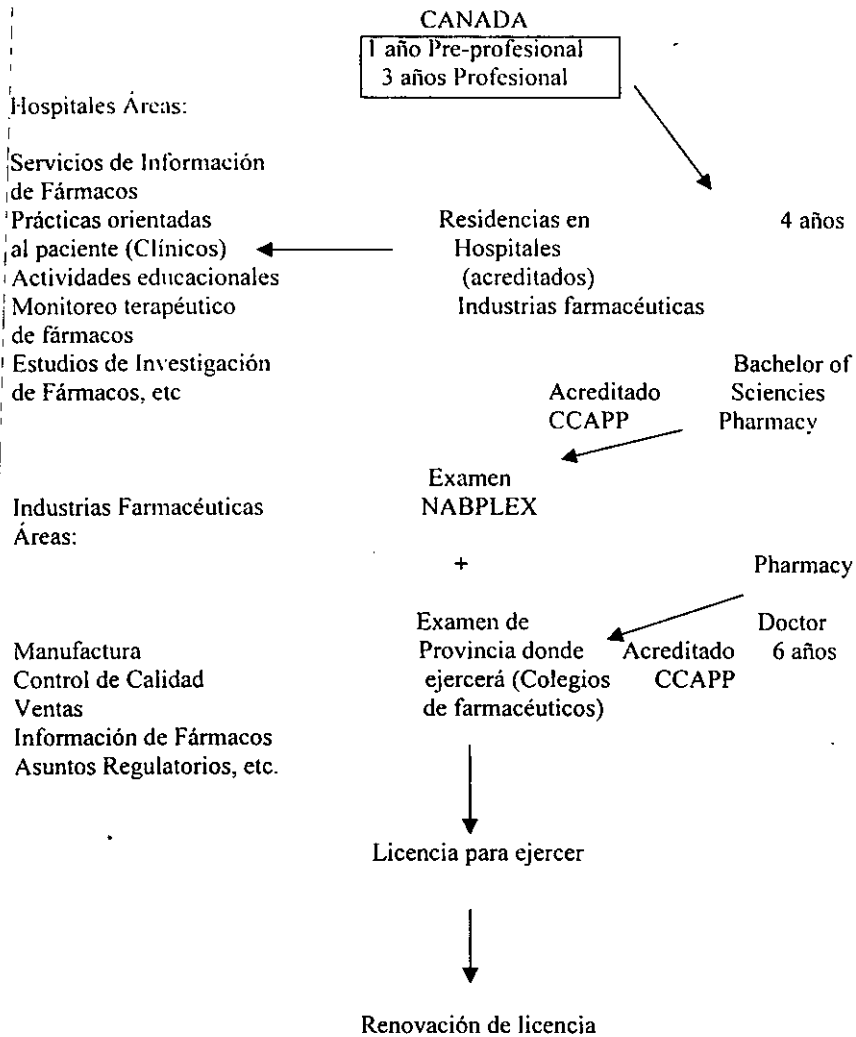 CANADA
1 año Pre-profesional
3 años Profesional
Hospitales Áreas:
Servicios de Información
de Fármacos
Prácticas orientadas
al paciente (Clínicos)
Actividades educacionales
Monitoreo terapéutico
de fármacos
Estudios de Investigación
de Fármacos, etc
Residencias en
Hospitales
(acreditados)
Industrias farmacéuticas
4 años
Bachelor of
Sciencies
Pharmacy
Acreditado
CCAPP
Examen
NABPLEX
Industrias Farmacéuticas
Áreas:
+
Pharmacy
Doctor
6 años
Examen de
Provincia donde
ejercerá (Colegios
de farmacéuticos)
Acreditado
CCAPP
Manufactura
Control de Calidad
Ventas
Información de Fármacos
Asuntos Regulatorios, etc.
Licencia para ejercer
Renovación de licencia